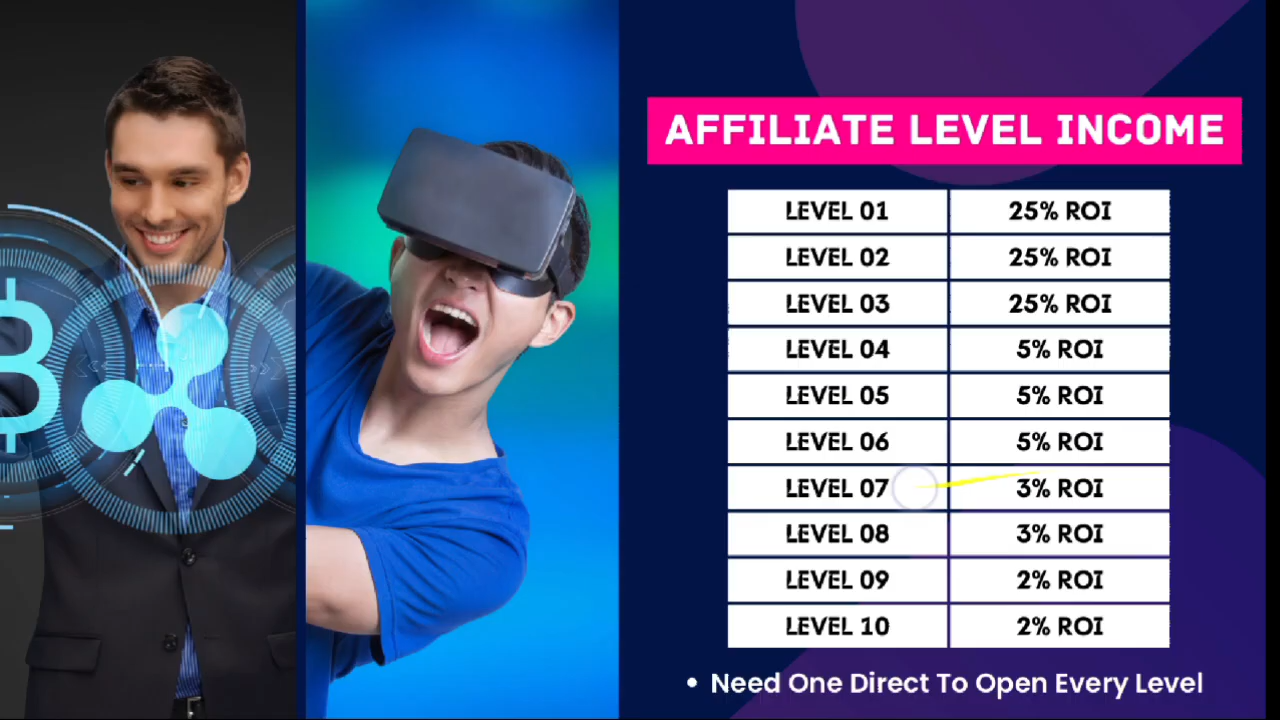 AFFILIATE LEVEL INCOME
LEVEL 01 25% ROI
LEVEL 02 25% ROI
LEVEL 03 25% ROI
LEVEL 04 5% ROI
LEVEL 05 5% ROI
LEVEL 06 5% ROI
LEVEL 07 3% ROI
LEVEL 08 3% ROI
LEVEL 09 2% ROI
LEVEL 10 2% ROI
• Need One Direct To Open Every Level